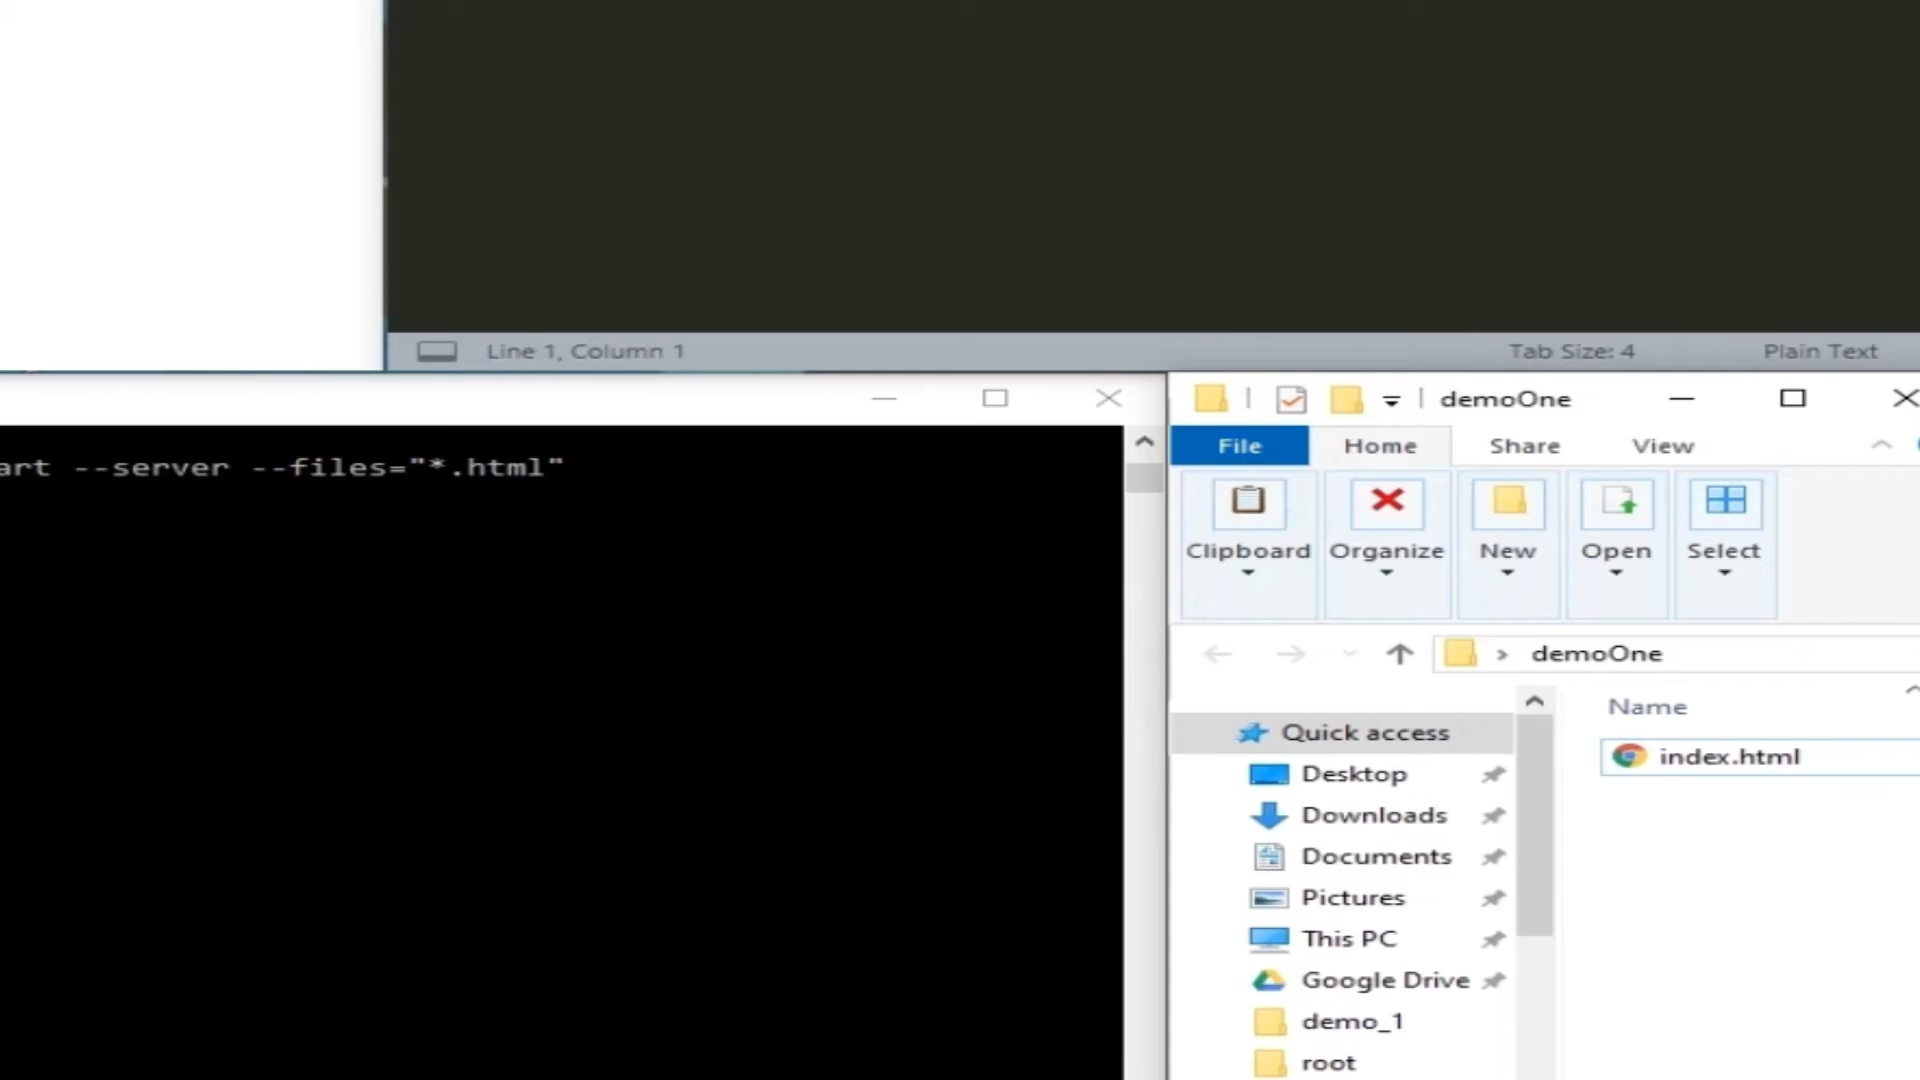 Line 1, Column 1
Tab Size: 4
Plain Text
art --server --files="*.html"
demoOne
File
Home
Share
View
Clipboard
Organize
New
Open
Select
demoOne
Quick access
Desktop
Downloads
Documents
Pictures
This PC
Google Drive
demo_1
root
Name
index.html